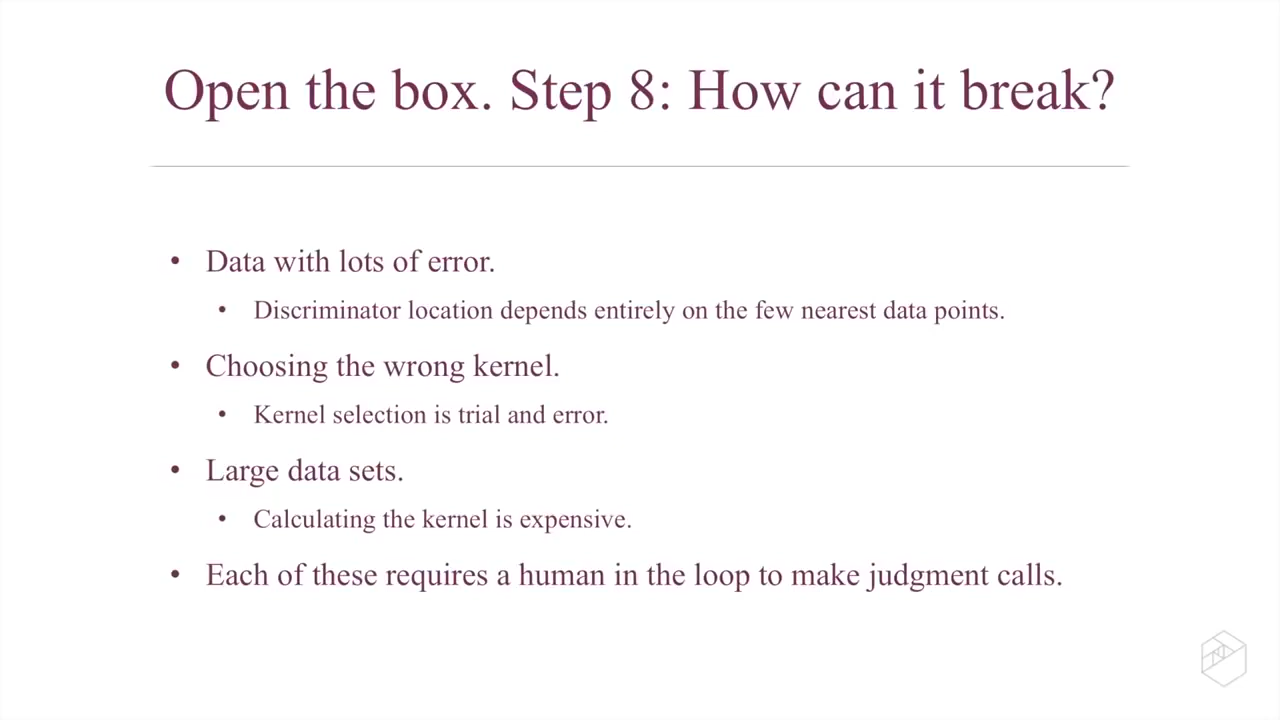 Open the box. Step 8: How can it break?
• Data with lots of error.
• Discriminator location depends entirely on the few nearest data points.
• Choosing the wrong kernel.
• Kernel selection is trial and error.
• Large data sets.
• Calculating the kernel is expensive.
• Each of these requires a human in the loop to make judgment calls.